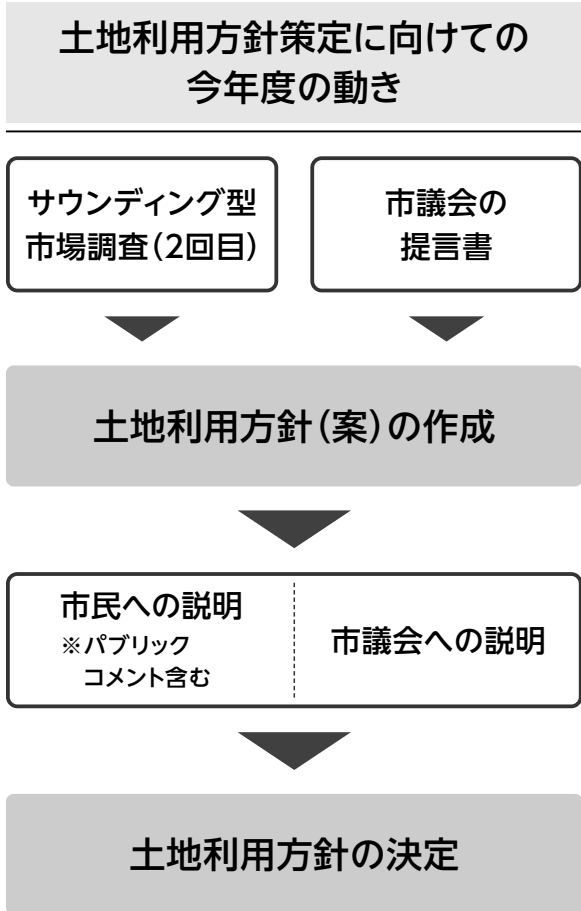 土地利用方針策定に向けての
今年度の動き
サウンディング型
市場調査(2回目)
市議会の
提言書
土地利用方針(案)の作成
市民への説明
※パブリック
コメント含む
市議会への説明
土地利用方針の決定